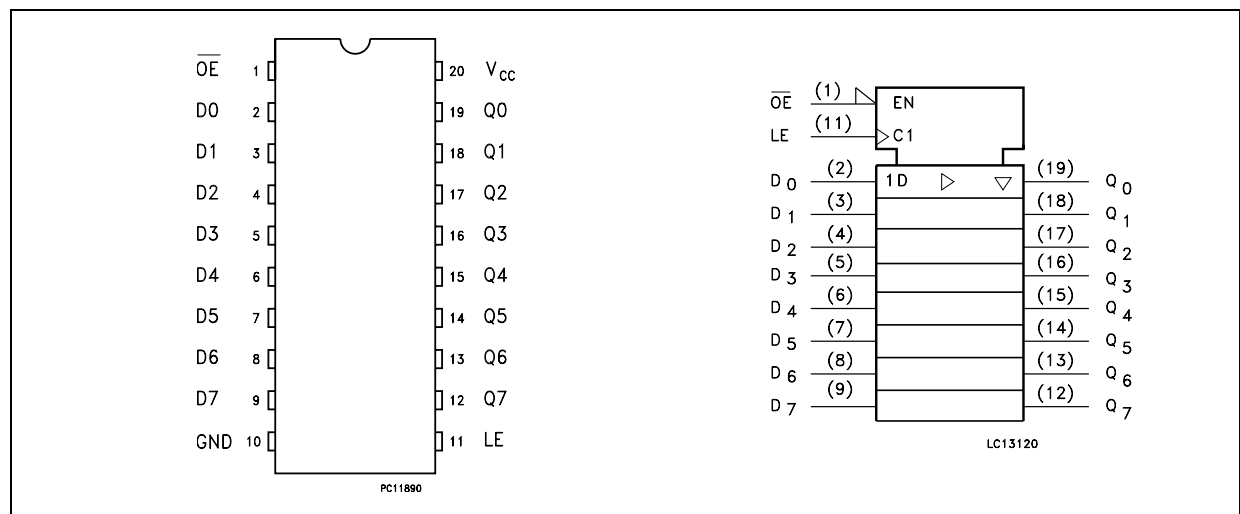 OE 1 20 VCC
D0 2 19 Q0
D1 3 18 Q1
D2 4 17 Q2
D3 5 16 Q3
D4 6 15 Q4
D5 7 14 Q5
D6 8 13 Q6
D7 9 12 Q7
GND 10 11 LE
PC11890
OE (1) EN
LE (11) C1
D0 (2) 1D (19) Q0
D1 (3) (18) Q1
D2 (4) (17) Q2
D3 (5) (16) Q3
D4 (6) (15) Q4
D5 (7) (14) Q5
D6 (8) (13) Q6
D7 (9) (12) Q7
LC13120